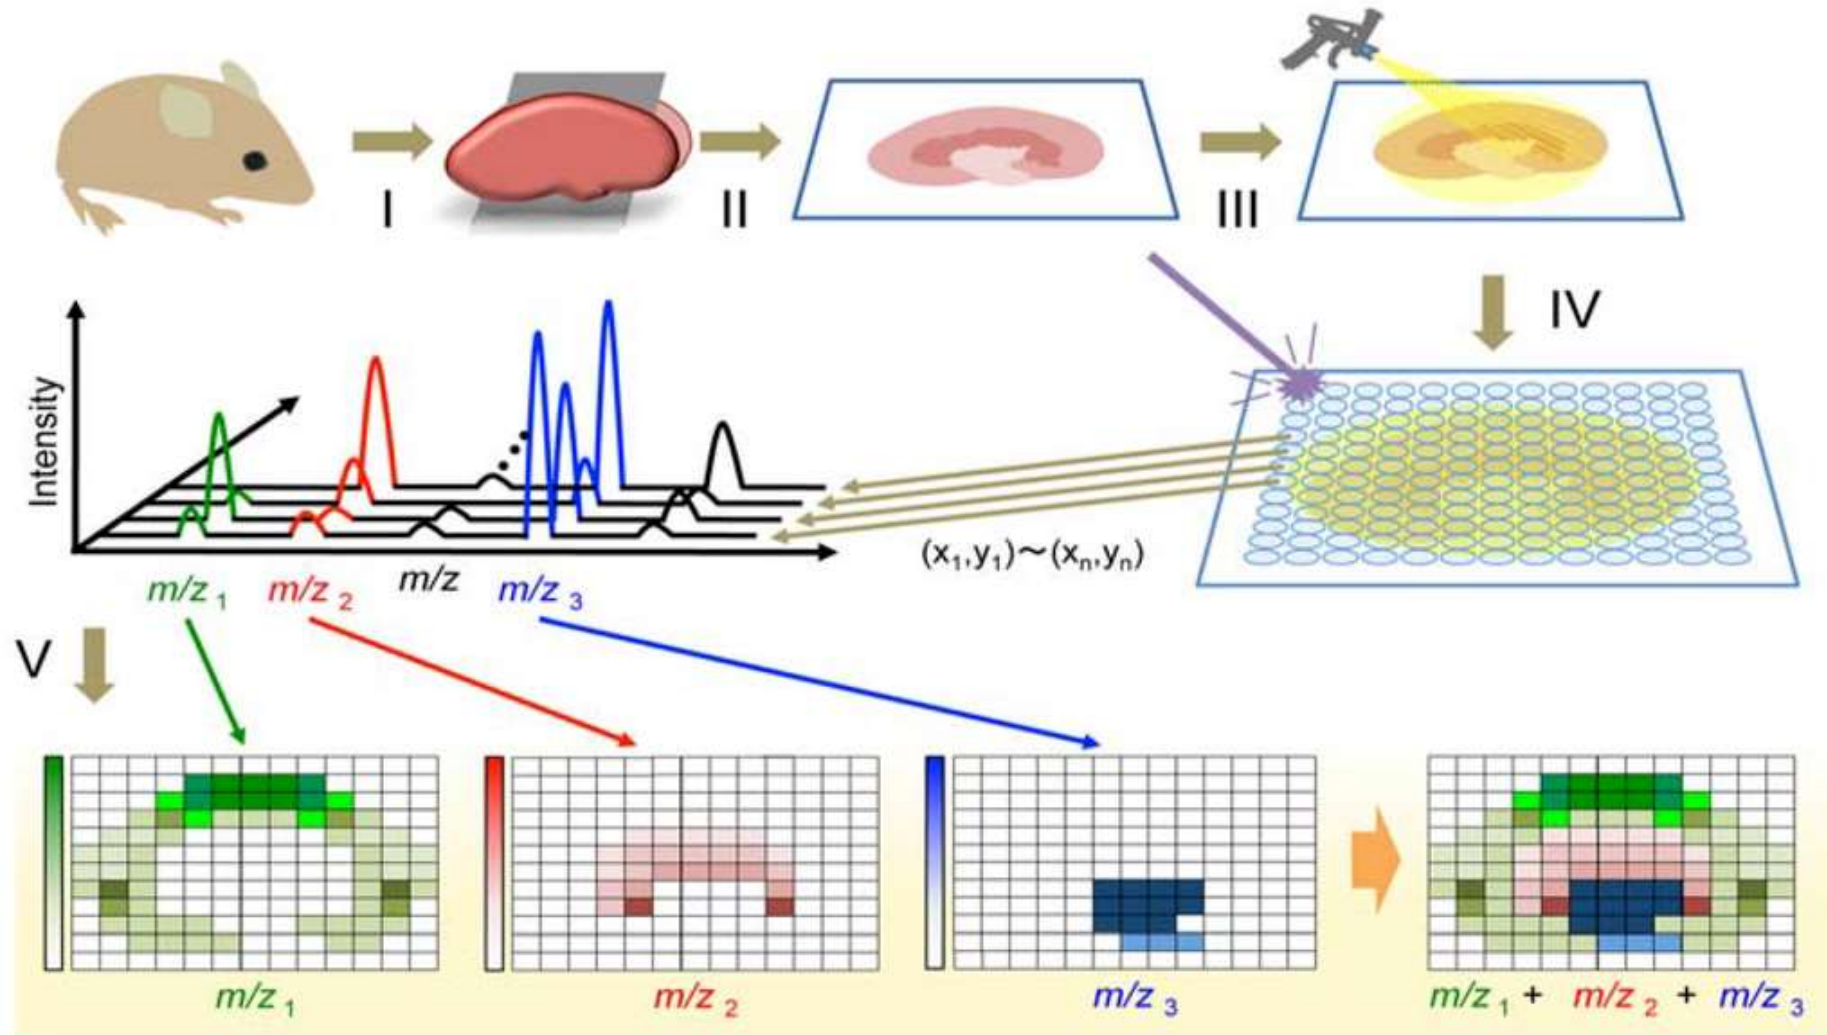 I
II
III
IV
Intensity
(x₁,y₁)～(xₙ,yₙ)
m/z ₁
m/z ₂
m/z
m/z ₃
V
m/z ₁
m/z ₂
m/z ₃
m/z ₁ + m/z ₂ + m/z ₃